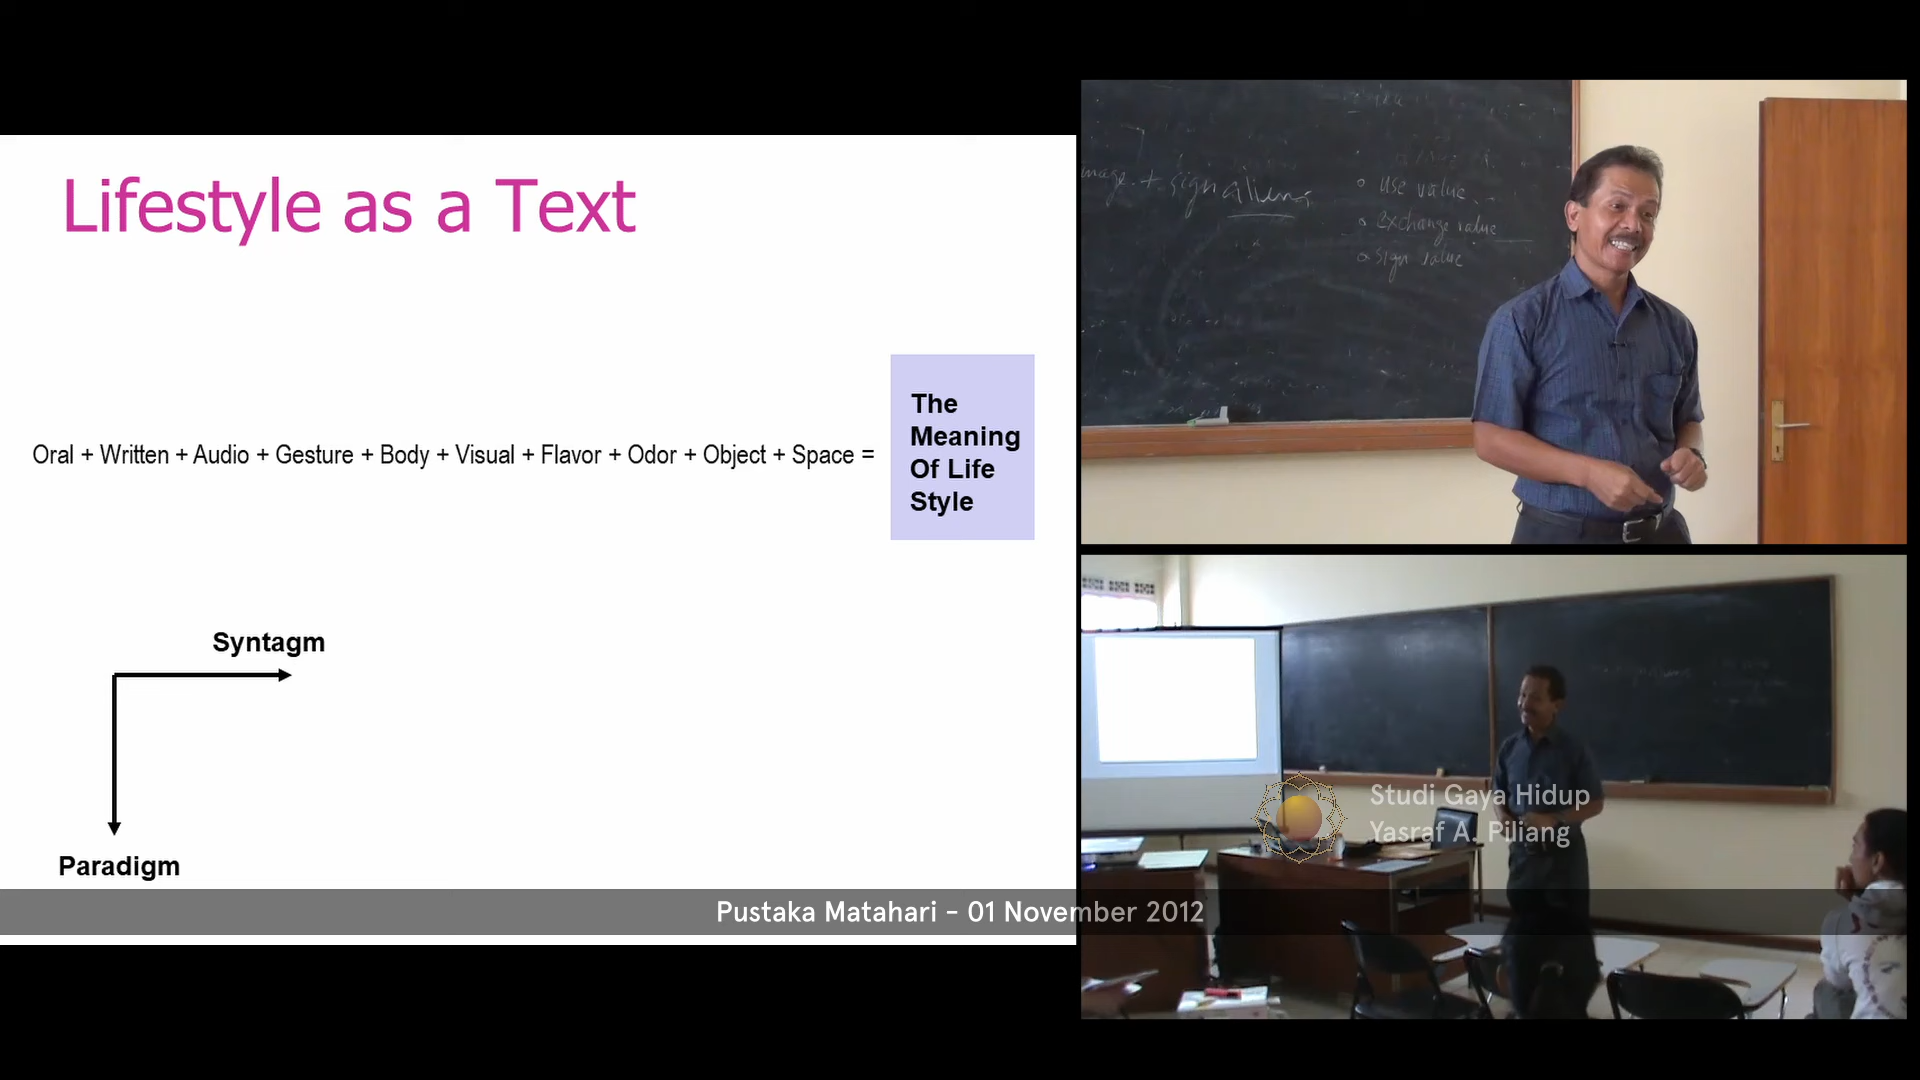 Lifestyle as a Text
Oral + Written + Audio + Gesture + Body + Visual + Flavor + Odor + Object + Space =
The
Meaning
Of Life
Style
Syntagm
Paradigm
+ sign
use value
exchange value
sign value
Studi Gaya Hidup
Yasraf A. Piliang
Pustaka Matahari - 01 November 2012